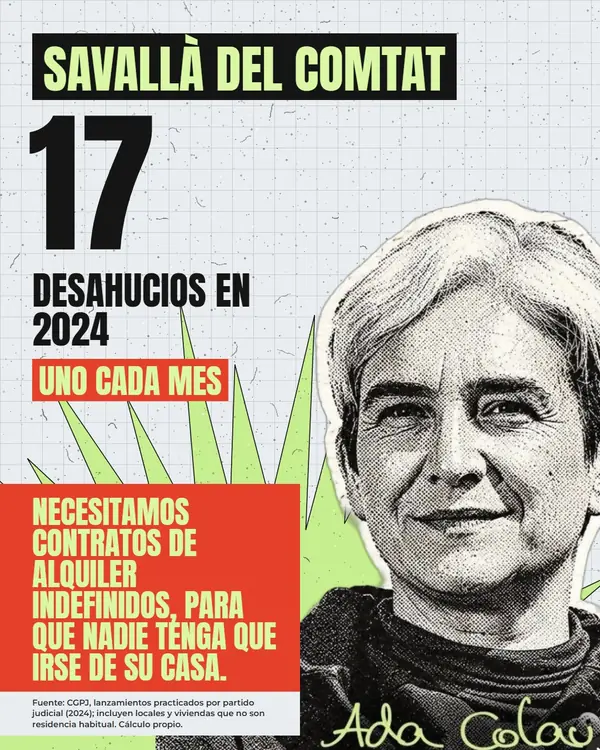 SAVALLÀ DEL COMTAT
17
DESAHUCIOS EN
2024
UNO CADA MES
NECESITAMOS
CONTRATOS DE
ALQUILER
INDEFINIDOS, PARA
QUE NADIE TENGA QUE
IRSE DE SU CASA.
Fuente: CGPJ, lanzamientos practicados por partido
judicial (2024); incluyen locales y viviendas que no son
residencia habitual. Cálculo propio.
Ada Colau